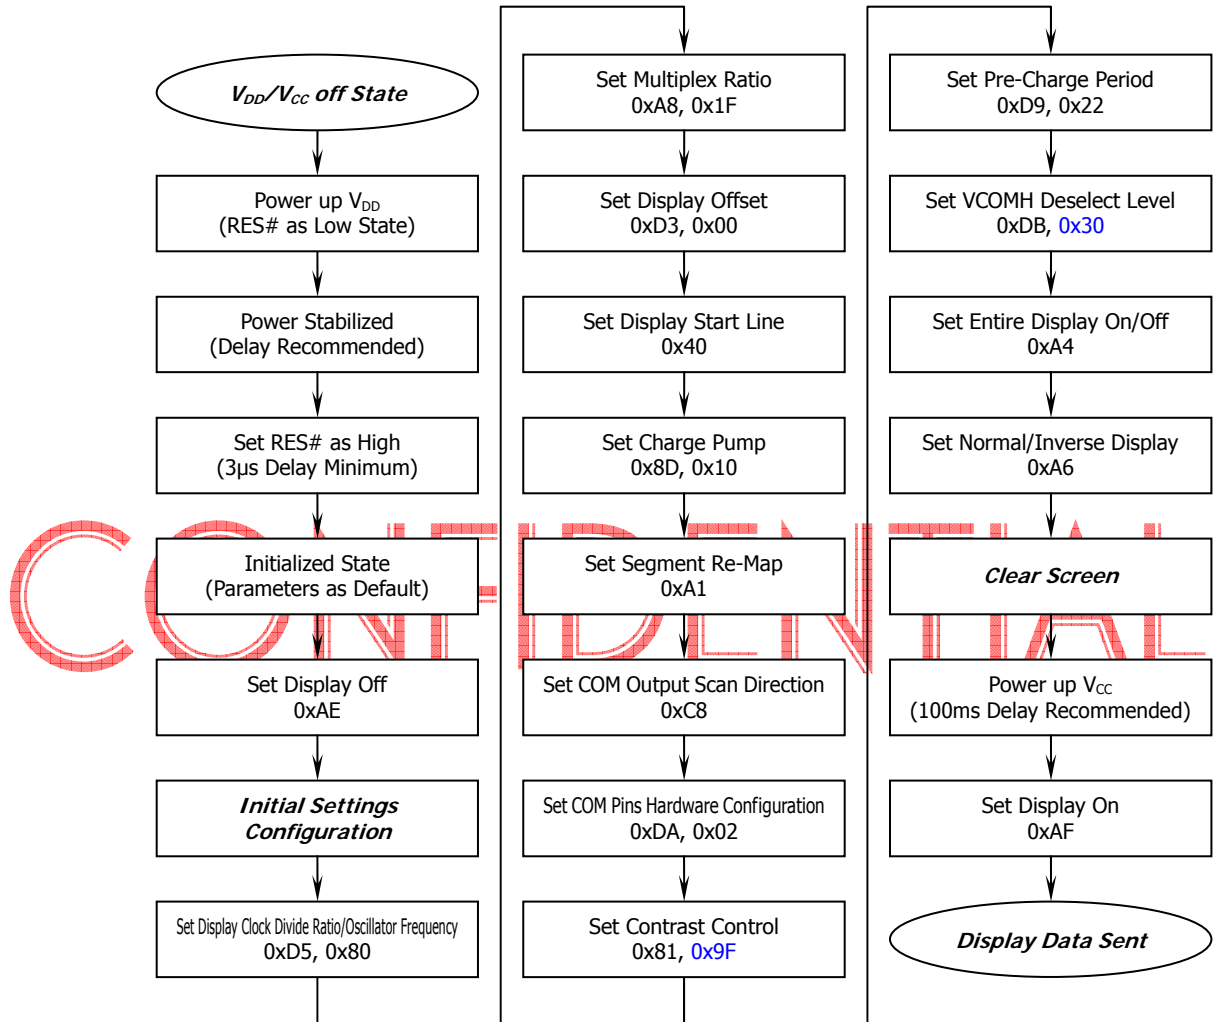 V_DD/V_CC off State
Power up V_DD
(RES# as Low State)
Power Stabilized
(Delay Recommended)
Set RES# as High
(3μs Delay Minimum)
Initialized State
(Parameters as Default)
Set Display Off
0xAE
Initial Settings
Configuration
Set Display Clock Divide Ratio/Oscillator Frequency
0xD5, 0x80
Set Multiplex Ratio
0xA8, 0x1F
Set Display Offset
0xD3, 0x00
Set Display Start Line
0x40
Set Charge Pump
0x8D, 0x10
Set Segment Re-Map
0xA1
Set COM Output Scan Direction
0xC8
Set COM Pins Hardware Configuration
0xDA, 0x02
Set Contrast Control
0x81, 0x9F
Set Pre-Charge Period
0xD9, 0x22
Set VCOMH Deselect Level
0xDB, 0x30
Set Entire Display On/Off
0xA4
Set Normal/Inverse Display
0xA6
Clear Screen
Power up V_CC
(100ms Delay Recommended)
Set Display On
0xAF
Display Data Sent
CONFIDENTIAL